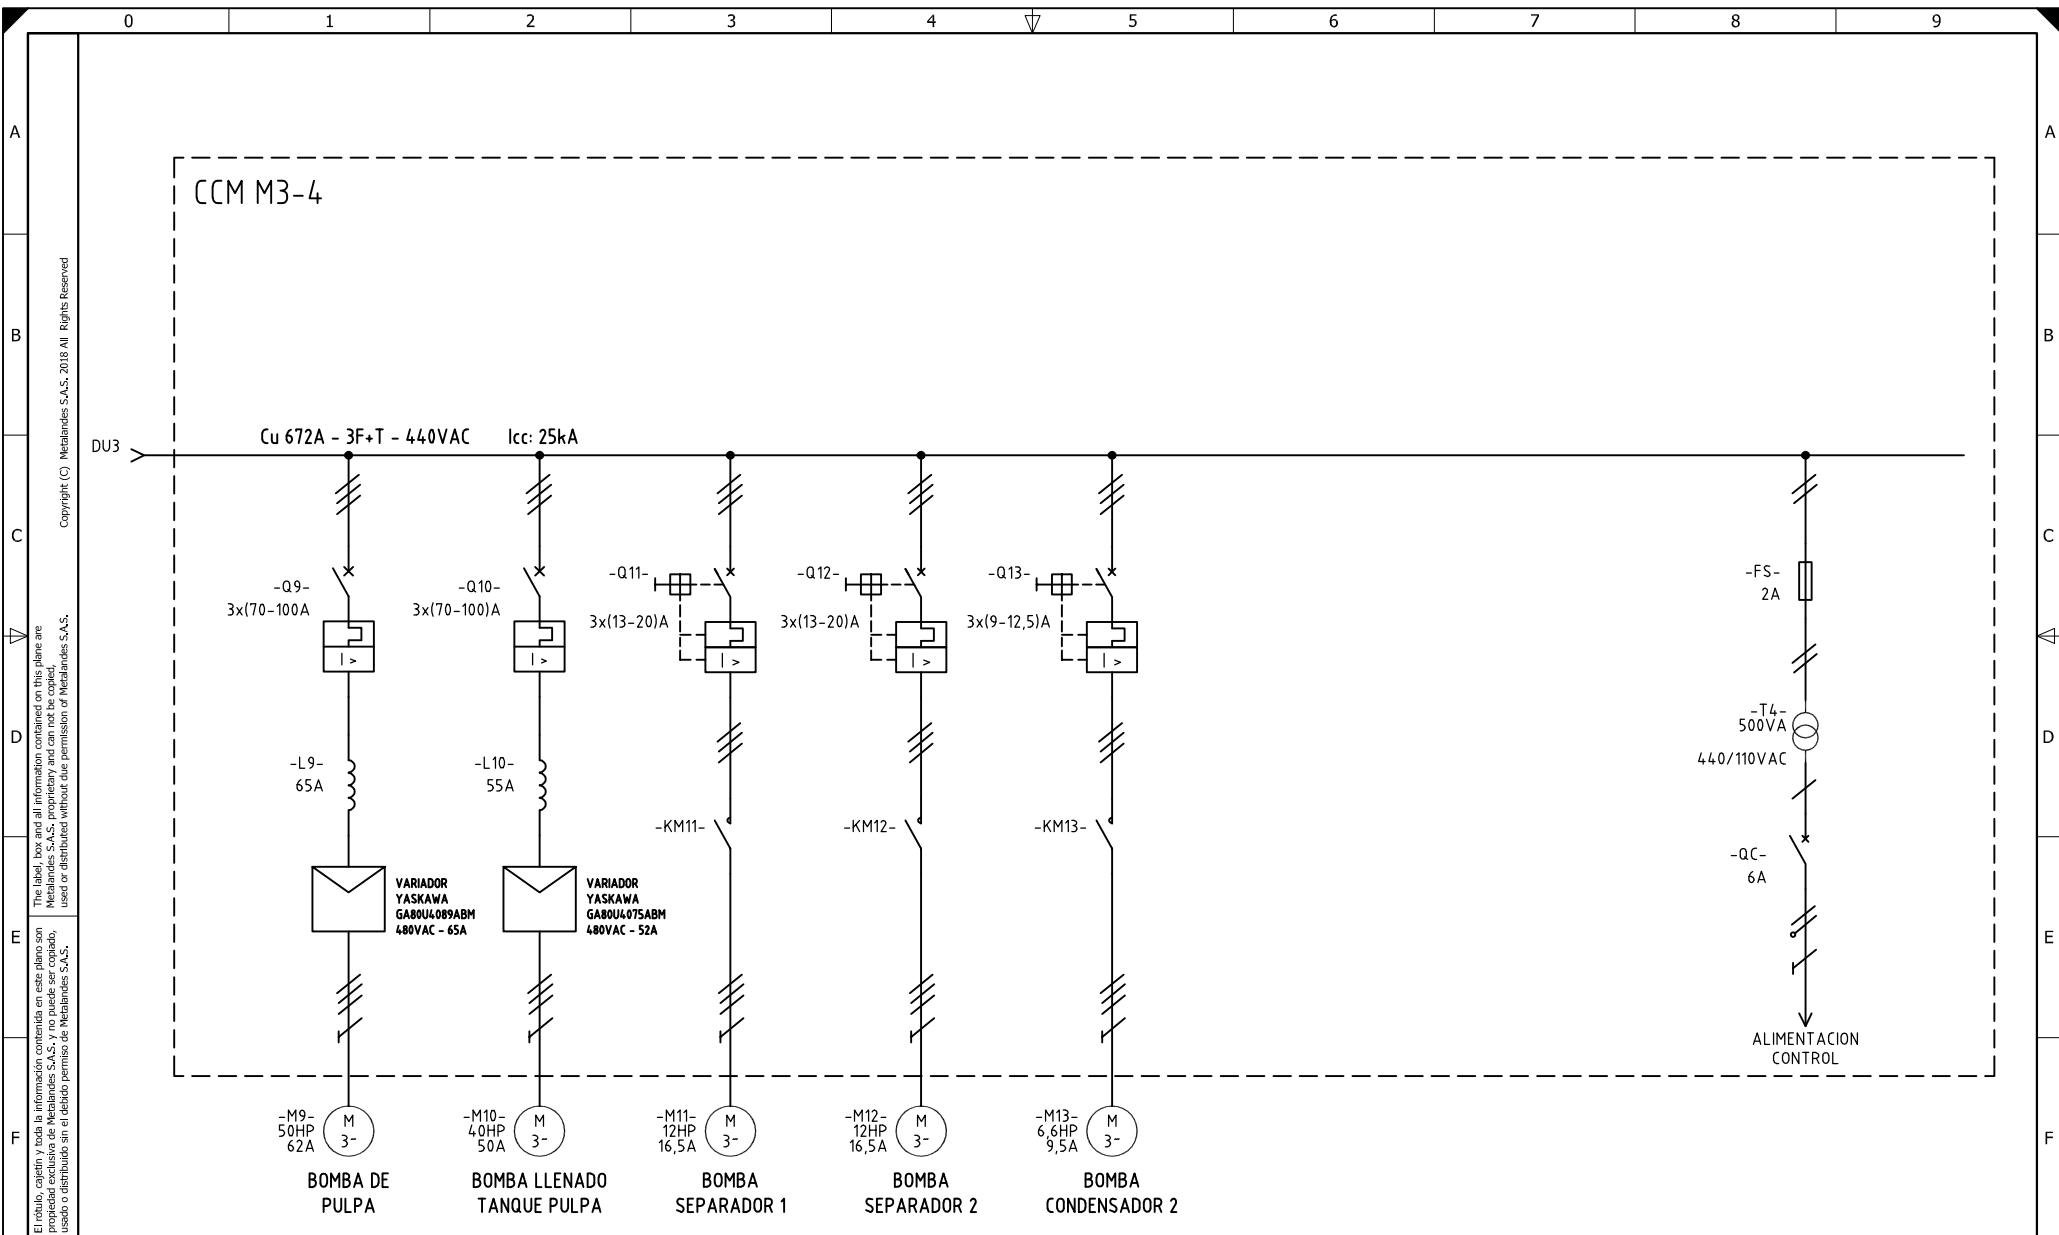 0 1 2 3 4 5 6 7 8 9
A A
B B
C C
D D
E E
F F
Copyright (C) Metalandes S.A.S. 2018 All Rights Reserved
The label, box and all information contained on this plane are
Metalandes S.A.S. proprietary and can not be copied,
used or distributed without due permission of Metalandes S.A.S.
El rótulo, cajetín y toda la información contenida en este plano son
propiedad exclusiva de Metalandes S.A.S. y no puede ser copiado,
usado o distribuido sin el debido permiso de Metalandes S.A.S.
CCM M3-4
DU3
Cu 672A - 3F+T - 440VAC Icc: 25kA
-Q9-
3x(70-100A
I >
-L9-
65A
VARIADOR
YASKAWA
GA80U4089ABM
480VAC - 65A
-M9-
50HP
62A
M
3~
BOMBA DE
PULPA
-Q10-
3x(70-100)A
I >
-L10-
55A
VARIADOR
YASKAWA
GA80U4075ABM
480VAC - 52A
-M10-
40HP
50A
M
3~
BOMBA LLENADO
TANQUE PULPA
-Q11-
3x(13-20)A
I >
-KM11-
-M11-
12HP
16,5A
M
3~
BOMBA
SEPARADOR 1
-Q12-
3x(13-20)A
I >
-KM12-
-M12-
12HP
16,5A
M
3~
BOMBA
SEPARADOR 2
-Q13-
3x(9-12,5)A
I >
-KM13-
-M13-
6,6HP
9,5A
M
3~
BOMBA
CONDENSADOR 2
-FS-
2A
-T4-
500VA
440/110VAC
-QC-
6A
ALIMENTACION
CONTROL